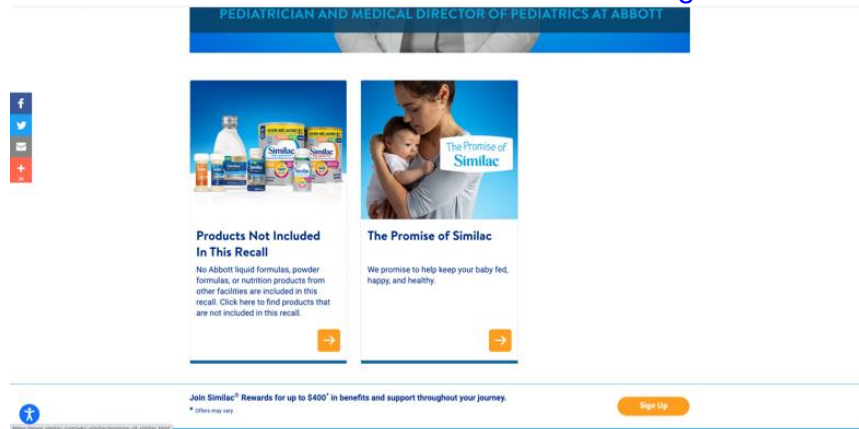 PEDIATRICIAN AND MEDICAL DIRECTOR OF PEDIATRICS AT ABBOTT
f
Similac
Similac
The Promise of
Similac
Products Not Included
In This Recall
No Abbott liquid formulas, powder
formulas, or nutrition products from
other facilities are included in this
recall. Click here to find products that
are not included in this recall.
The Promise of Similac
We promise to help keep your baby fed,
happy, and healthy.
Join Similac® Rewards for up to $400* in benefits and support throughout your journey.
* Offers may vary.
Sign Up